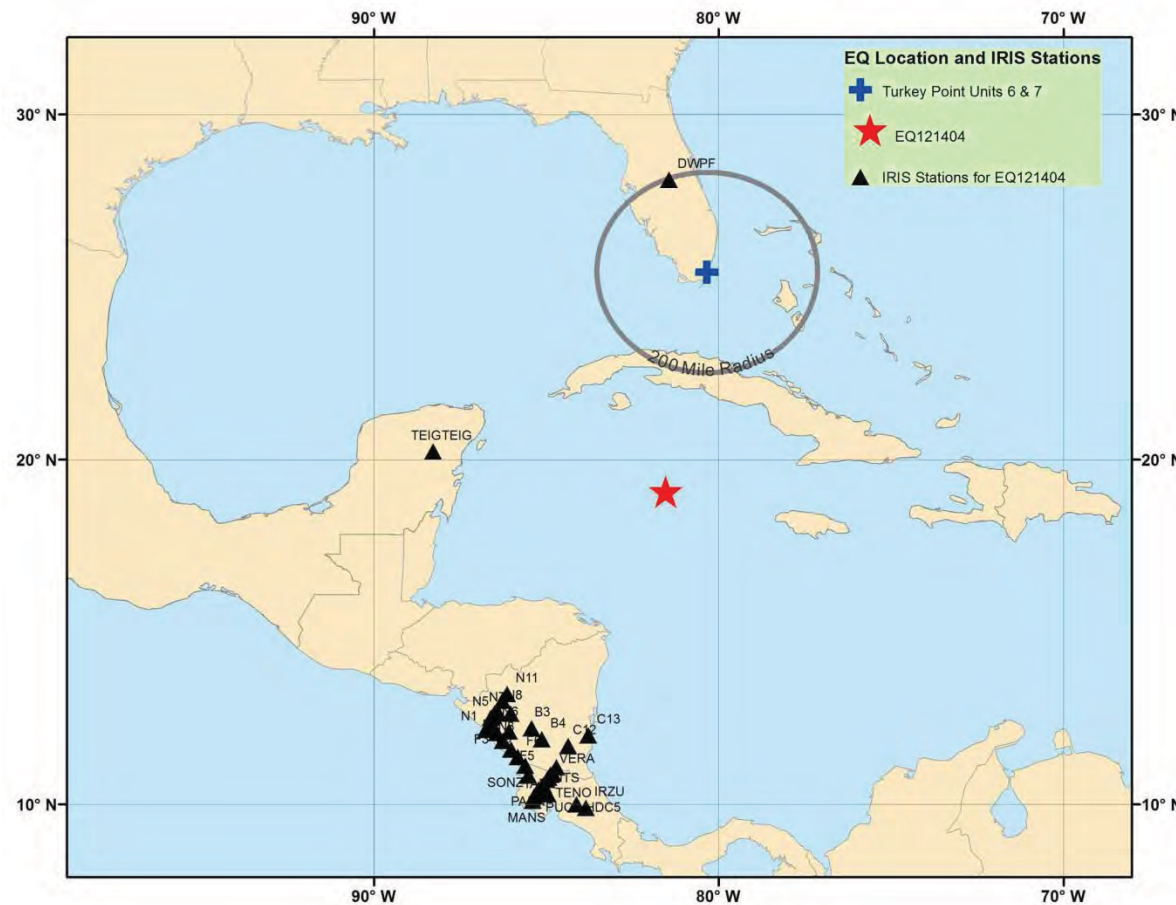 90° W
80° W
70° W
EQ Location and IRIS Stations
Turkey Point Units 6 & 7
EQ121404
IRIS Stations for EQ121404
30° N
30° N
DWPF
200 Mile Radius
TEIGTEIG
20° N
20° N
N11
N5
N8
N1
B3
B4
C13
C12
VERA
SONZ
TENO
IRZU
HDC5
MANS
10° N
10° N
90° W
80° W
70° W